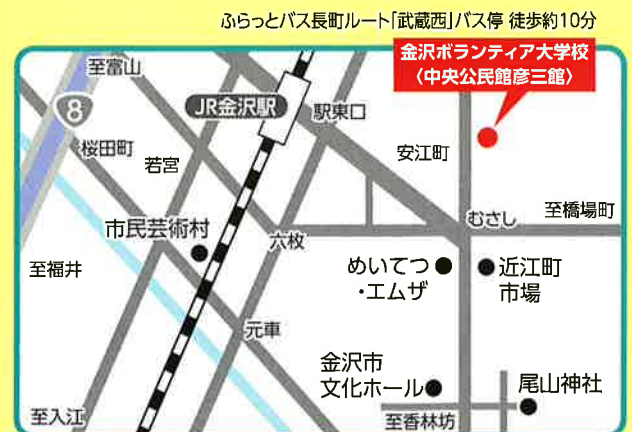 ふらっとバス長町ルート「武蔵西」バス停 徒歩約10分
金沢ボランティア大学校
〈中央公民館彦三館〉
至富山
8
JR金沢駅
駅東口
桜田町
若宮
安江町
むさし
至橋場町
市民芸術村
六枚
至福井
めいてつ
・エムザ
近江町
市場
元車
金沢市
文化ホール
尾山神社
至入江
至香林坊